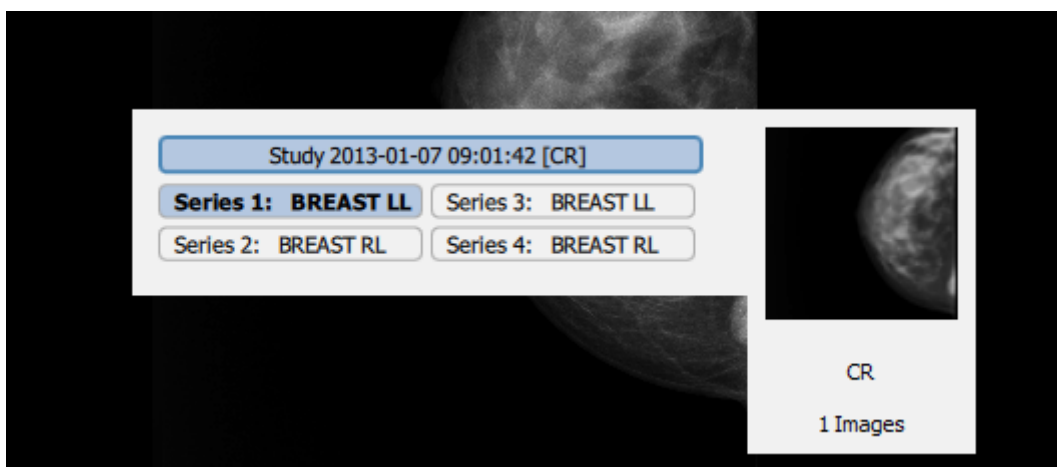 Study 2013-01-07 09:01:42 [CR]
Series 1: BREAST LL
Series 3: BREAST LL
Series 2: BREAST RL
Series 4: BREAST RL
CR
1 Images